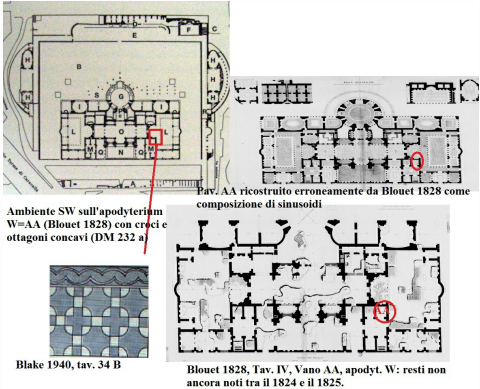 D
E
F
C
B
H
H
H
H
H
H
S
G
I
I
L
O
L
M
M
Q
N
Q
A
Pav. AA ricostruito erroneamente da Blouet 1828 come
composizione di sinusoidi
Ambiente SW sull'apodyterium
W=AA (Blouet 1828) con croci e
ottagoni concavi (DM 232 a)
AA
Blake 1940, tav. 34 B
Blouet 1828, Tav. IV, Vano AA, apodyt. W: resti non
ancora noti tra il 1824 e il 1825.